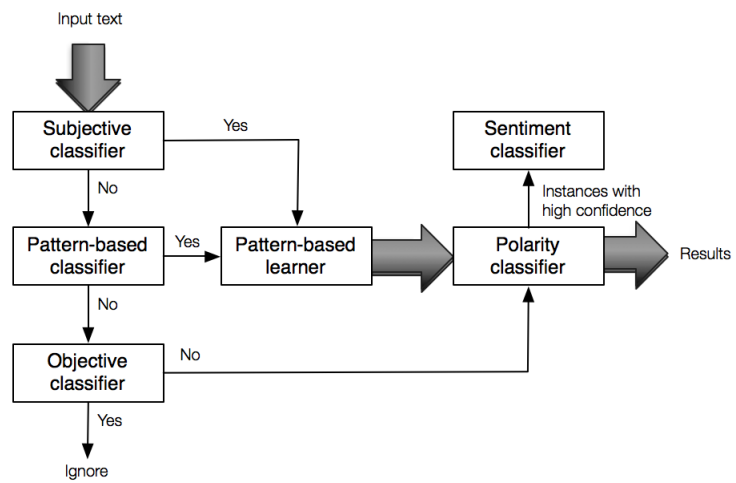 Input text
Subjective
classifier
Yes
Sentiment
classifier
No
Instances with
high confidence
Pattern-based
classifier
Yes
Pattern-based
learner
Polarity
classifier
Results
No
Objective
classifier
No
Yes
Ignore